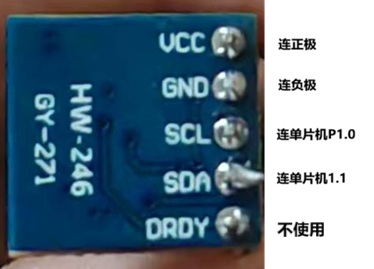 VCC 连正极
GND 连负极
SCL 连单片机P1.0
SDA 连单片机1.1
DRDY 不使用
HW-246
GY-271